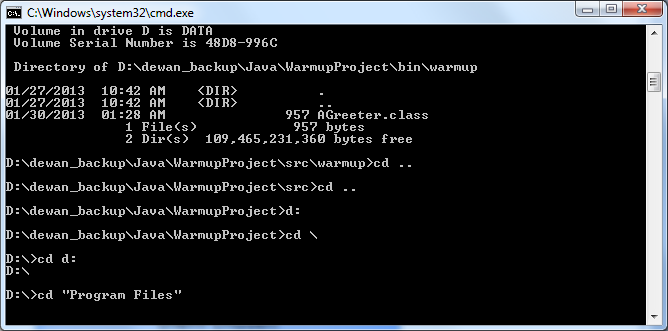 C:\Windows\system32\cmd.exe
Volume in drive D is DATA
Volume Serial Number is 48D8-996C
Directory of D:\dewan_backup\Java\WarmupProject\bin\warmup
01/27/2013  10:42 AM    <DIR>          .
01/27/2013  10:42 AM    <DIR>          ..
01/30/2013  01:28 AM               957 AGreeter.class
1 File(s)            957 bytes
2 Dir(s)  109,465,231,360 bytes free
D:\dewan_backup\Java\WarmupProject\src\warmup>cd ..
D:\dewan_backup\Java\WarmupProject\src>cd ..
D:\dewan_backup\Java\WarmupProject>d:
D:\dewan_backup\Java\WarmupProject>cd \
D:\>cd d:
D:\
D:\>cd "Program Files"